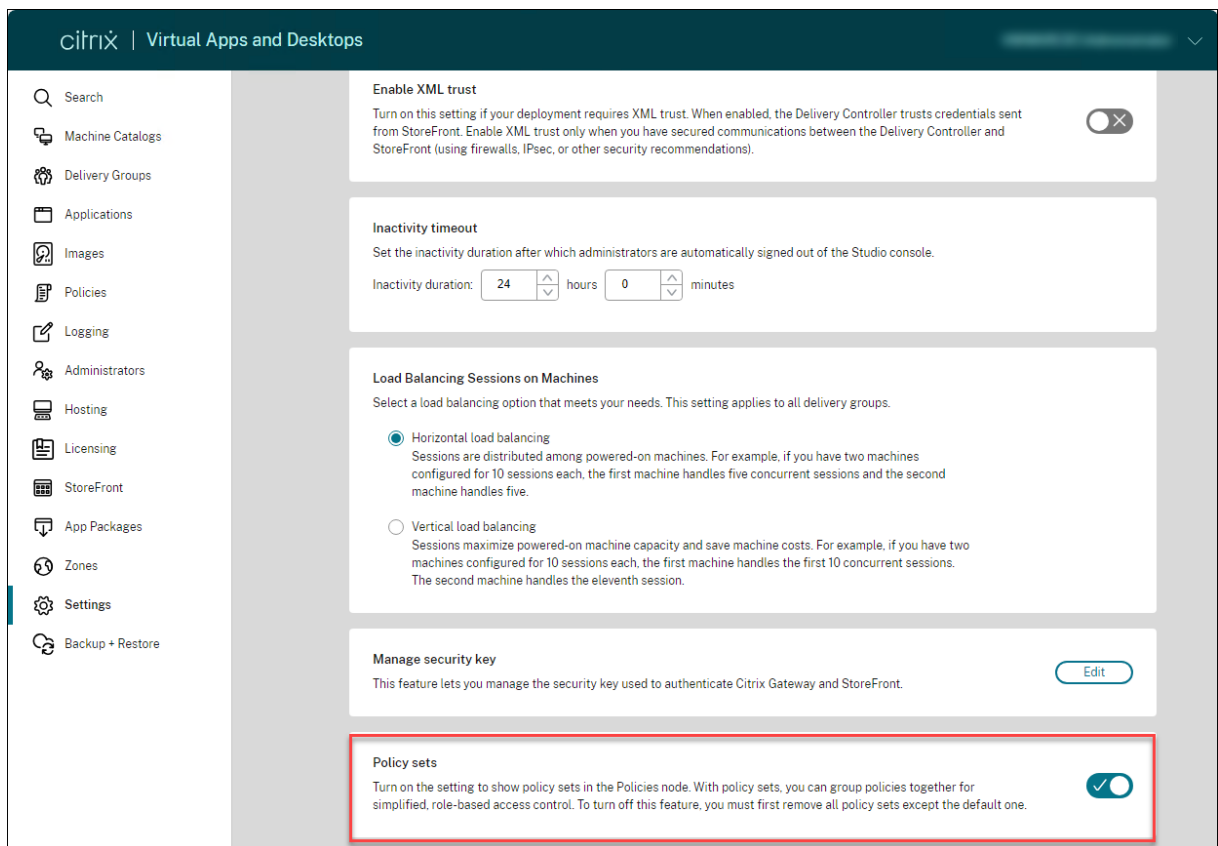 citrix | Virtual Apps and Desktops
Search
Machine Catalogs
Delivery Groups
Applications
Images
Policies
Logging
Administrators
Hosting
Licensing
StoreFront
App Packages
Zones
Settings
Backup + Restore
Enable XML trust
Turn on this setting if your deployment requires XML trust. When enabled, the Delivery Controller trusts credentials sent
from StoreFront. Enable XML trust only when you have secured communications between the Delivery Controller and
StoreFront (using firewalls, IPsec, or other security recommendations).
Inactivity timeout
Set the inactivity duration after which administrators are automatically signed out of the Studio console.
Inactivity duration: 24 hours 0 minutes
Load Balancing Sessions on Machines
Select a load balancing option that meets your needs. This setting applies to all delivery groups.
Horizontal load balancing
Sessions are distributed among powered-on machines. For example, if you have two machines
configured for 10 sessions each, the first machine handles five concurrent sessions and the second
machine handles five.
Vertical load balancing
Sessions maximize powered-on machine capacity and save machine costs. For example, if you have two
machines configured for 10 sessions each, the first machine handles the first 10 concurrent sessions.
The second machine handles the eleventh session.
Manage security key
This feature lets you manage the security key used to authenticate Citrix Gateway and StoreFront.
Edit
Policy sets
Turn on the setting to show policy sets in the Policies node. With policy sets, you can group policies together for
simplified, role-based access control. To turn off this feature, you must first remove all policy sets except the default one.